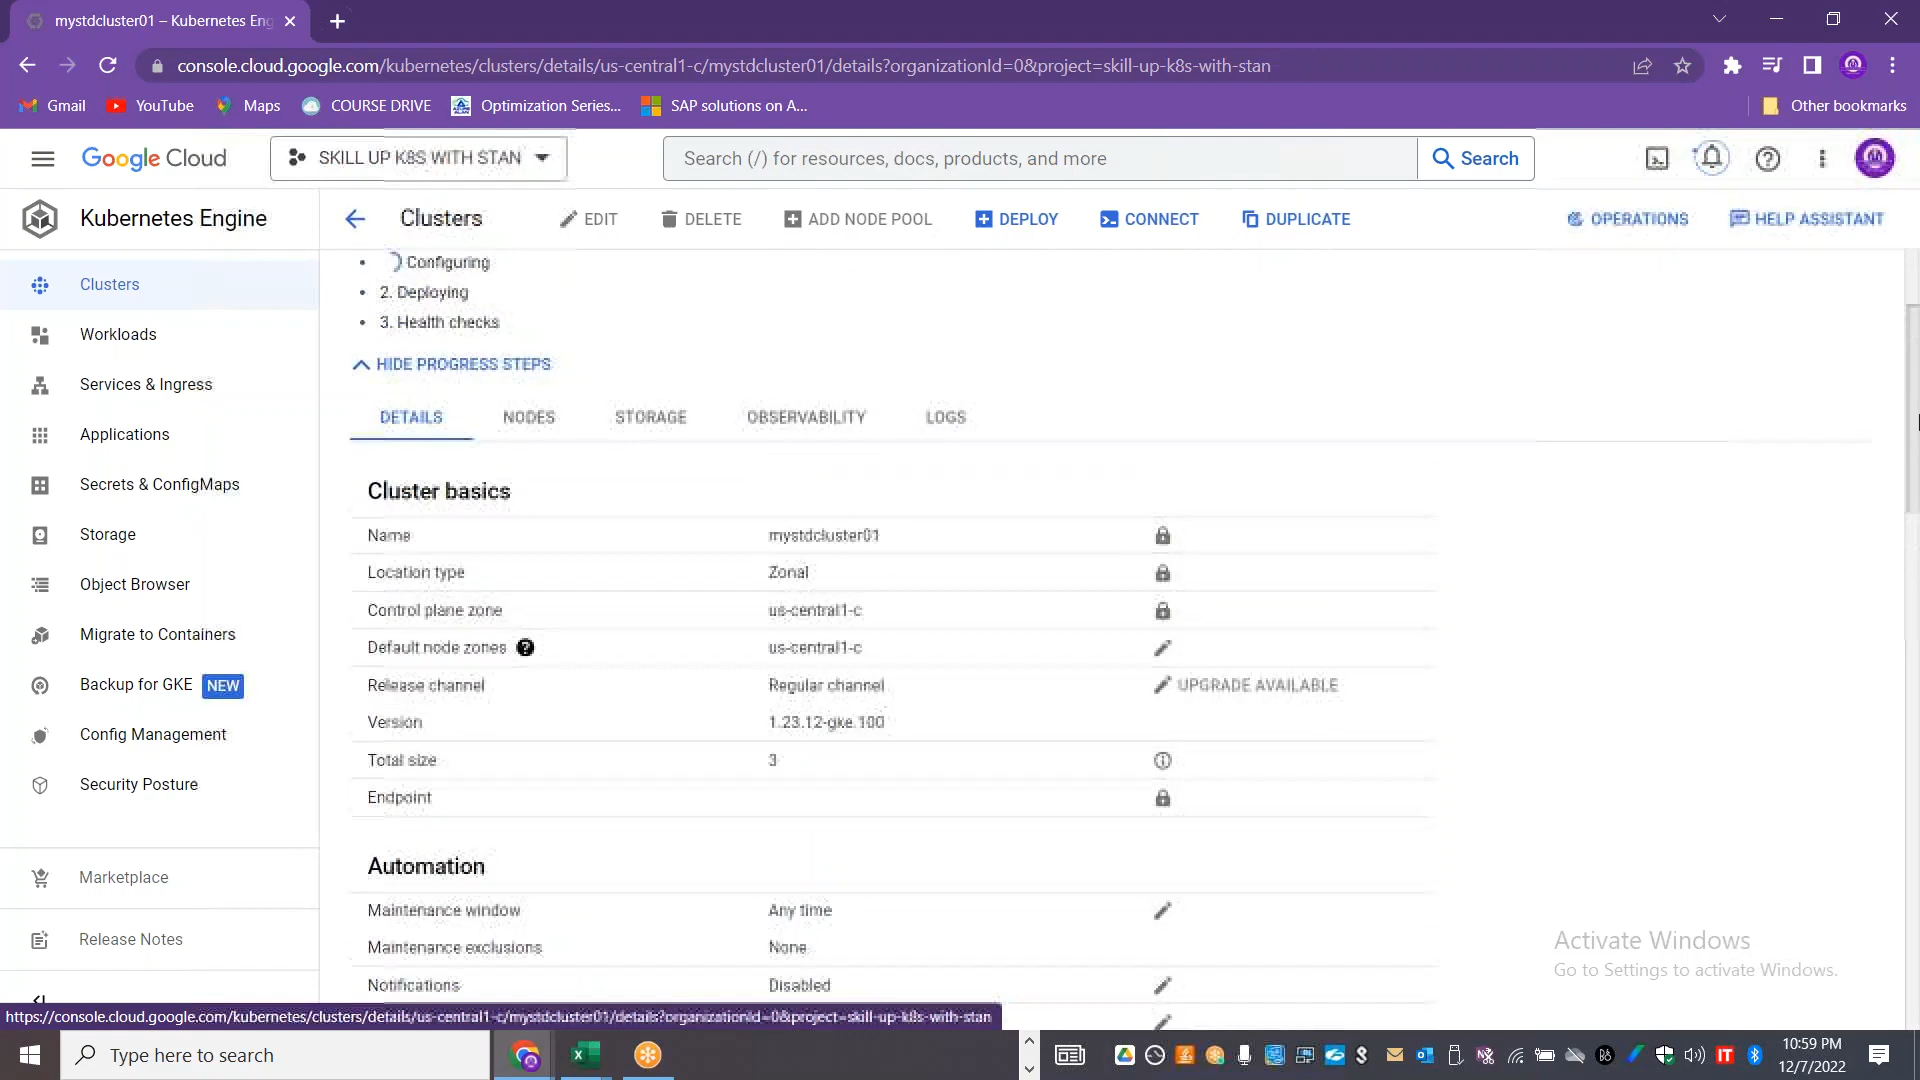 mystdcluster01 – Kubernetes Eng
console.cloud.google.com/kubernetes/clusters/details/us-central1-c/mystdcluster01/details?organizationId=0&project=skill-up-k8s-with-stan
Gmail
YouTube
Maps
COURSE DRIVE
Optimization Series...
SAP solutions on A...
Other bookmarks
Google Cloud
SKILL UP K8S WITH STAN
Search (/) for resources, docs, products, and more
Search
Kubernetes Engine
Clusters
EDIT
DELETE
ADD NODE POOL
DEPLOY
CONNECT
DUPLICATE
OPERATIONS
HELP ASSISTANT
Clusters
Workloads
Services & Ingress
Applications
Secrets & ConfigMaps
Storage
Object Browser
Migrate to Containers
Backup for GKE NEW
Config Management
Security Posture
Marketplace
Release Notes
Configuring
2. Deploying
3. Health checks
HIDE PROGRESS STEPS
DETAILS
NODES
STORAGE
OBSERVABILITY
LOGS
Cluster basics
Name mystdcluster01
Location type Zonal
Control plane zone us-central1-c
Default node zones us-central1-c
Release channel Regular channel UPGRADE AVAILABLE
Version 1.23.12-gke.100
Total size 3
Endpoint
Automation
Maintenance window Any time
Maintenance exclusions None
Notifications Disabled
Activate Windows
Go to Settings to activate Windows.
https://console.cloud.google.com/kubernetes/clusters/details/us-central1-c/mystdcluster01/details?organizationId=0&project=skill-up-k8s-with-stan
Type here to search
10:59 PM
12/7/2022